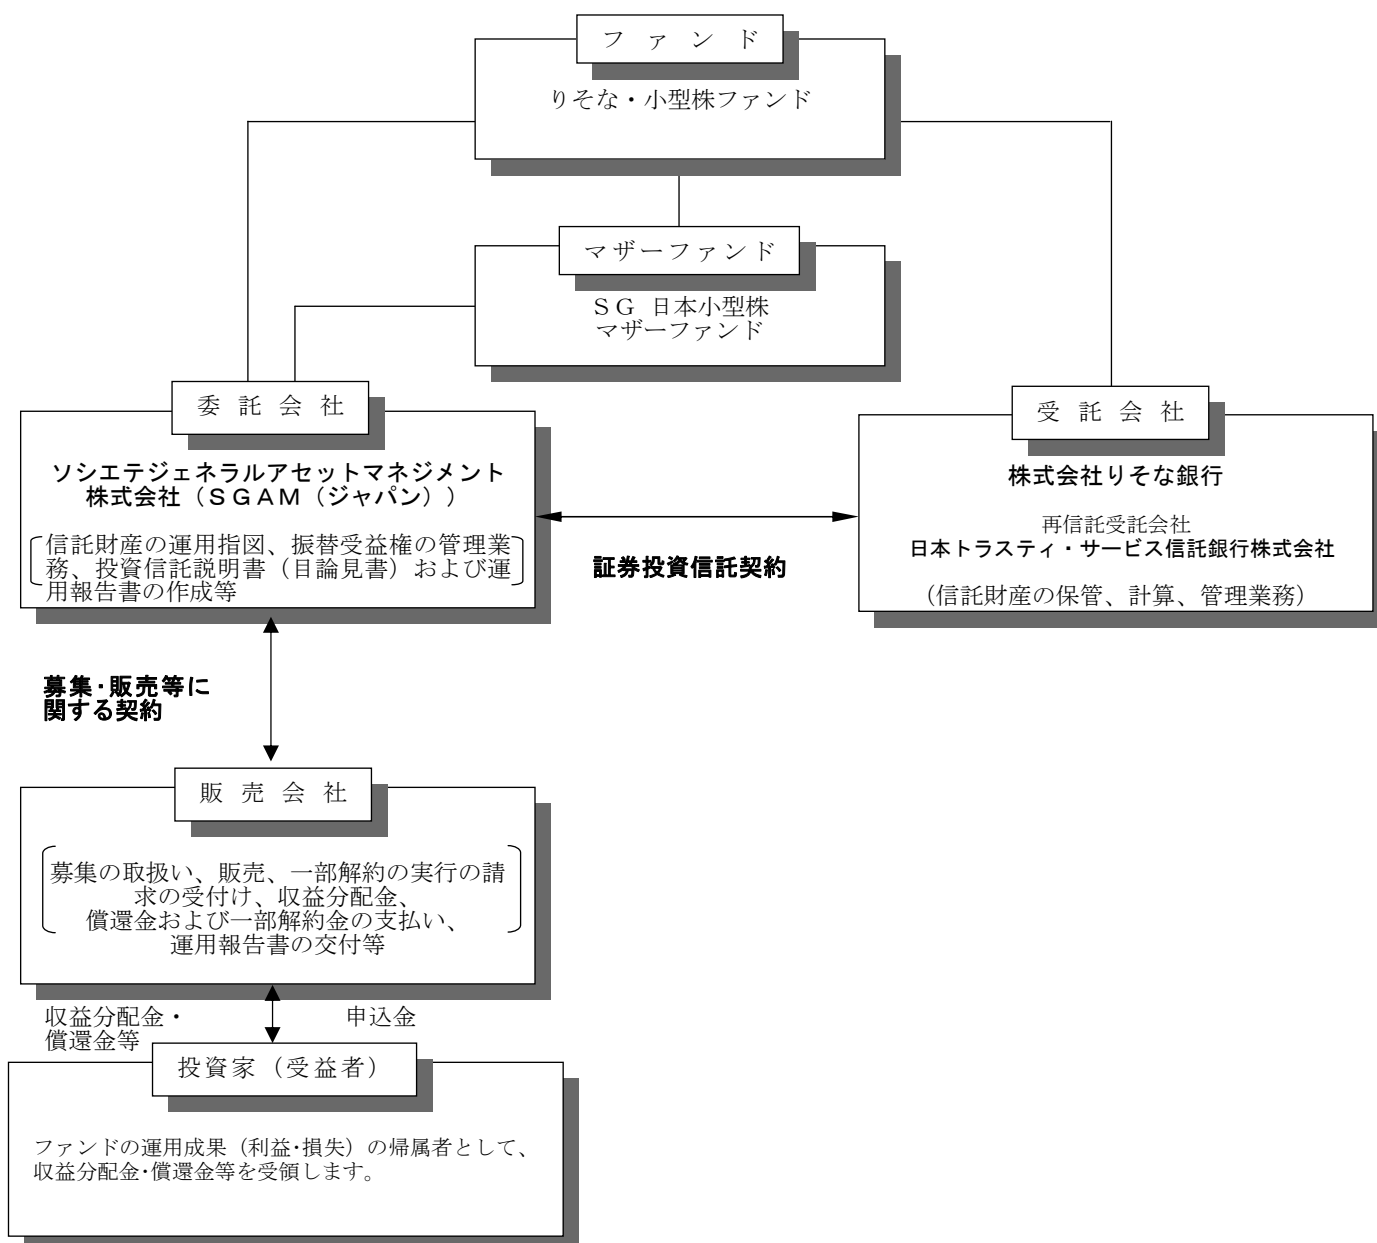 ファンド
りそな・小型株ファンド
マザーファンド
ＳＧ 日本小型株
マザーファンド
委託会社
ソシエテジェネラルアセットマネジメント
株式会社（ＳＧＡＭ（ジャパン））
信託財産の運用指図、振替受益権の管理業
務、投資信託説明書（目論見書）および運
用報告書の作成等
証券投資信託契約
受託会社
株式会社りそな銀行
再信託受託会社
日本トラスティ・サービス信託銀行株式会社
（信託財産の保管、計算、管理業務）
募集・販売等に
関する契約
販売会社
募集の取扱い、販売、一部解約の実行の請
求の受付け、収益分配金、
償還金および一部解約金の支払い、
運用報告書の交付等
収益分配金・
償還金等
申込金
投資家（受益者）
ファンドの運用成果（利益・損失）の帰属者として、
収益分配金・償還金等を受領します。